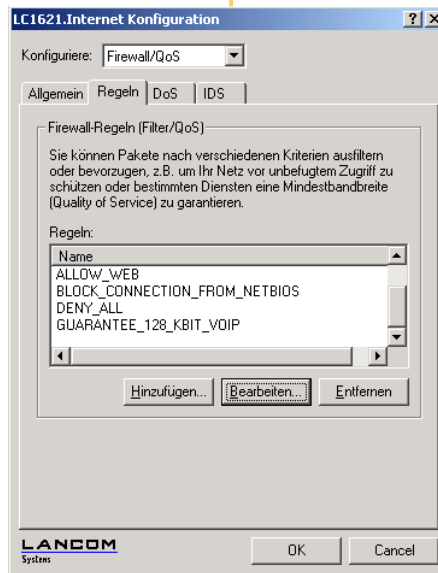 LC1621.Internet Konfiguration
Konfiguriere: Firewall/QoS
Allgemein Regeln DoS IDS
Firewall-Regeln (Filter/QoS)
Sie können Pakete nach verschiedenen Kriterien ausfiltern
oder bevorzugen, z.B. um Ihr Netz vor unbefugtem Zugriff zu
schützen oder bestimmten Diensten eine Mindestbandbreite
(Quality of Service) zu garantieren.
Regeln:
Name
ALLOW_WEB
BLOCK_CONNECTION_FROM_NETBIOS
DENY_ALL
GUARANTEE_128_KBIT_VOIP
Hinzufügen... Bearbeiten... Entfernen
LANCOM
Systems
OK Cancel